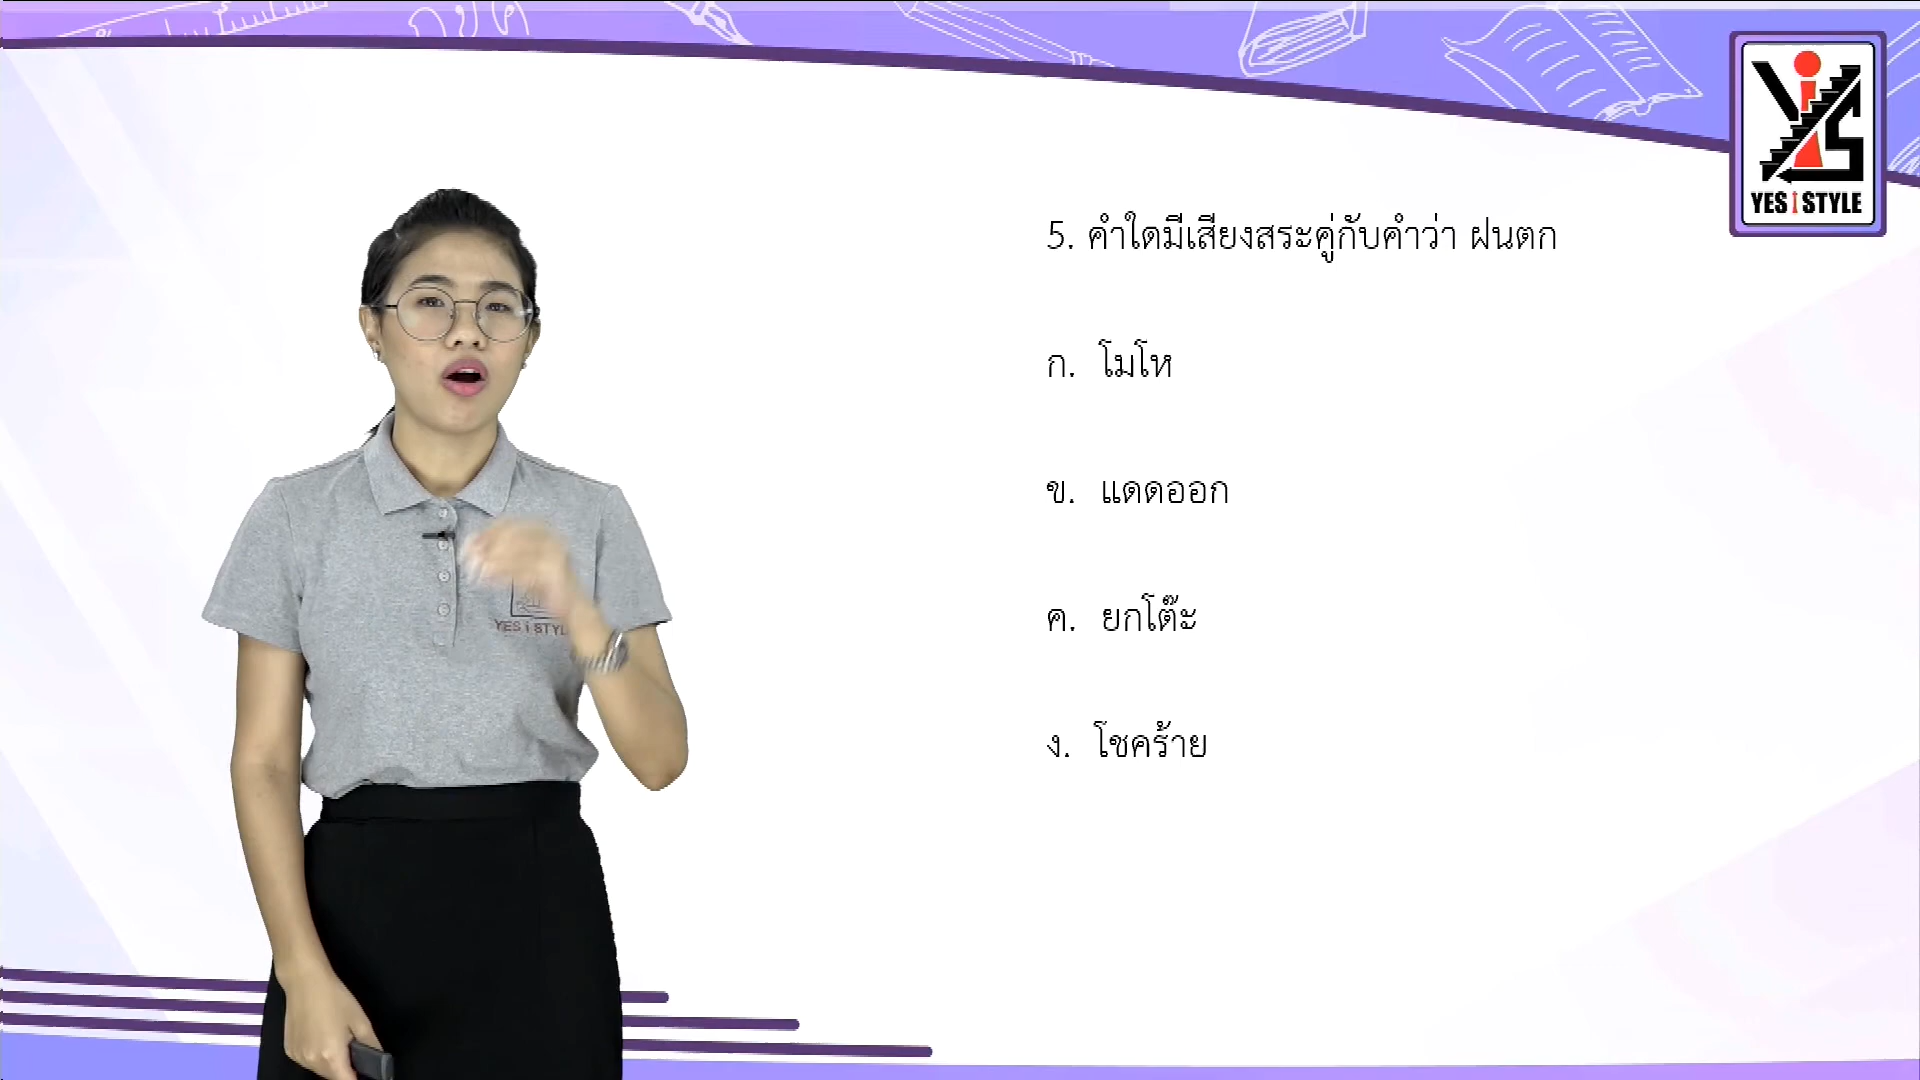 YES i STYLE
5. คำใดมีเสียงสระคู่กับคำว่า ฝนตก
ก. โมโห
ข. แดดออก
ค. ยกโต๊ะ
ง. โชคร้าย
YES i STYL